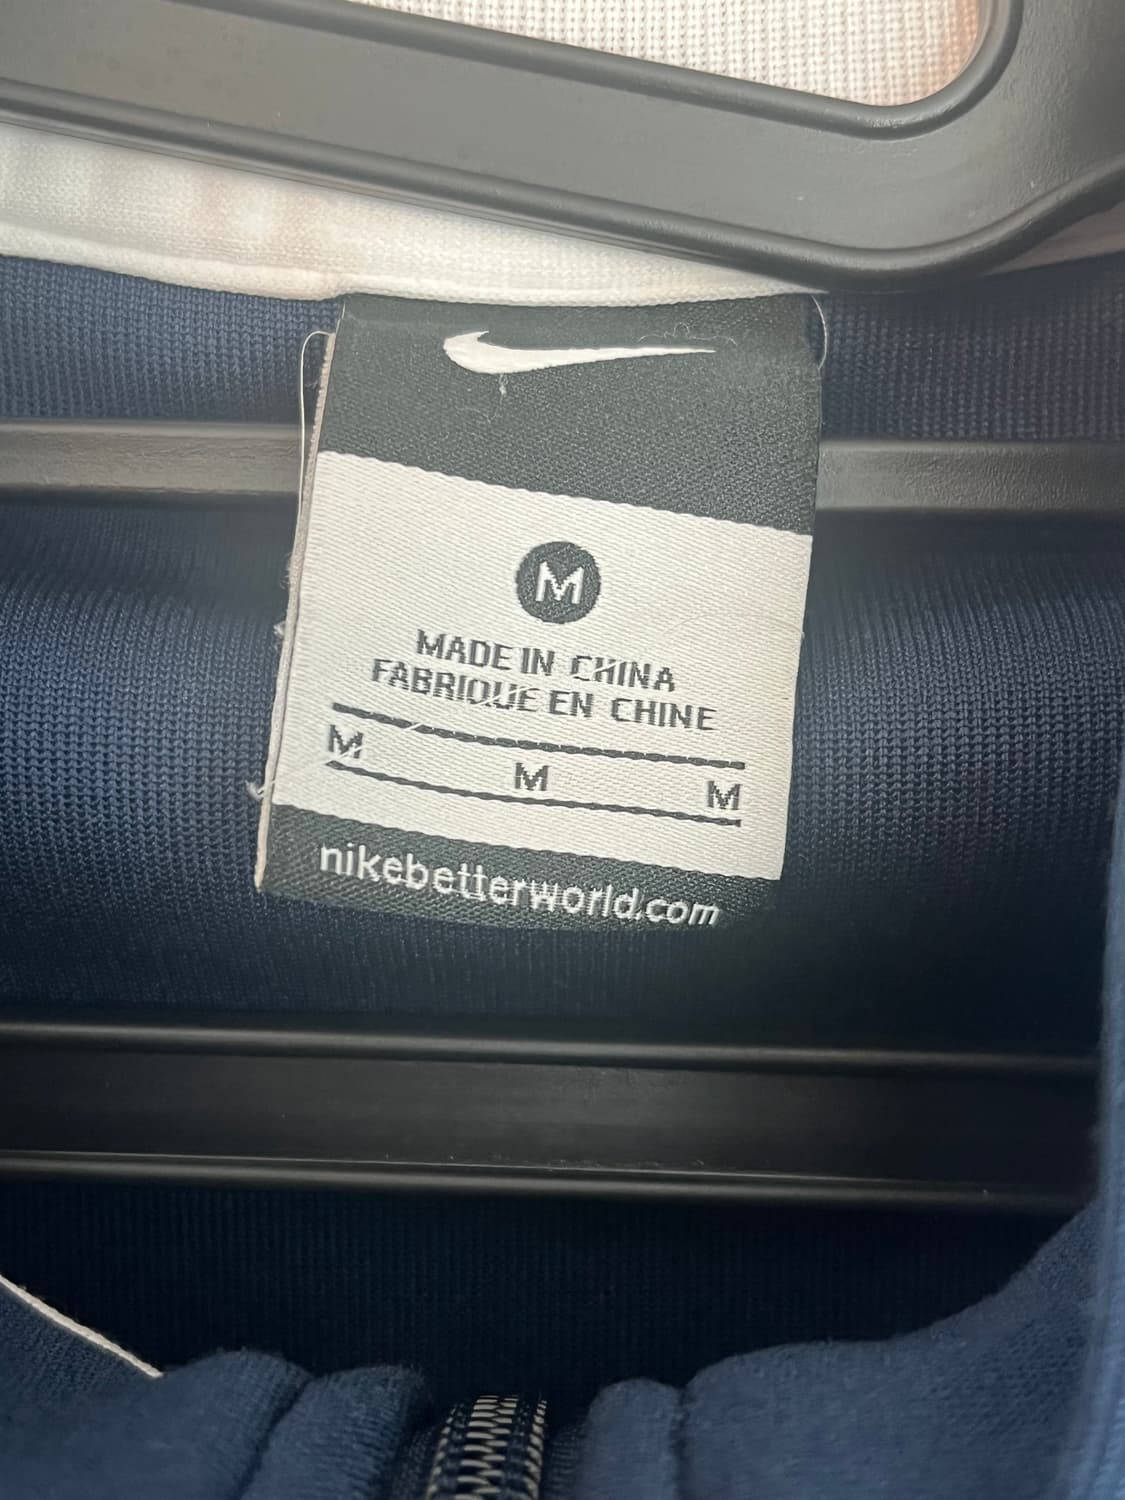 M
MADE IN CHINA
FABRIQUE EN CHINE
M M M
nikebetterworld.com